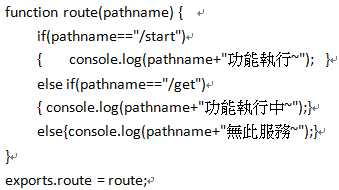 function route(pathname) {
if(pathname=="/start")
{ console.log(pathname+"功能執行~"); }
else if(pathname=="/get")
{ console.log(pathname+"功能執行中~");}
else{console.log(pathname+"無此服務~");}
}
exports.route = route;